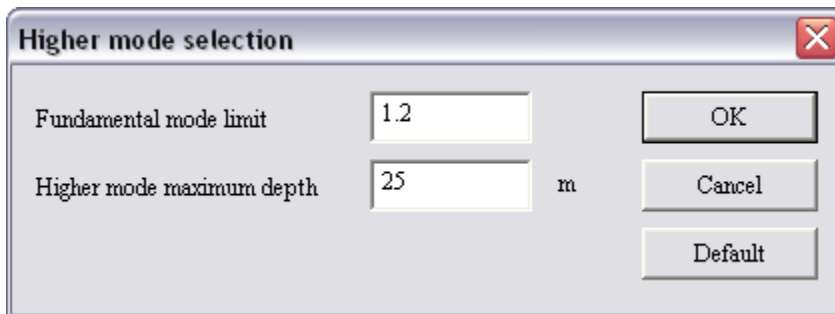 Higher mode selection
Fundamental mode limit 1.2 OK
Higher mode maximum depth 25 m Cancel
Default